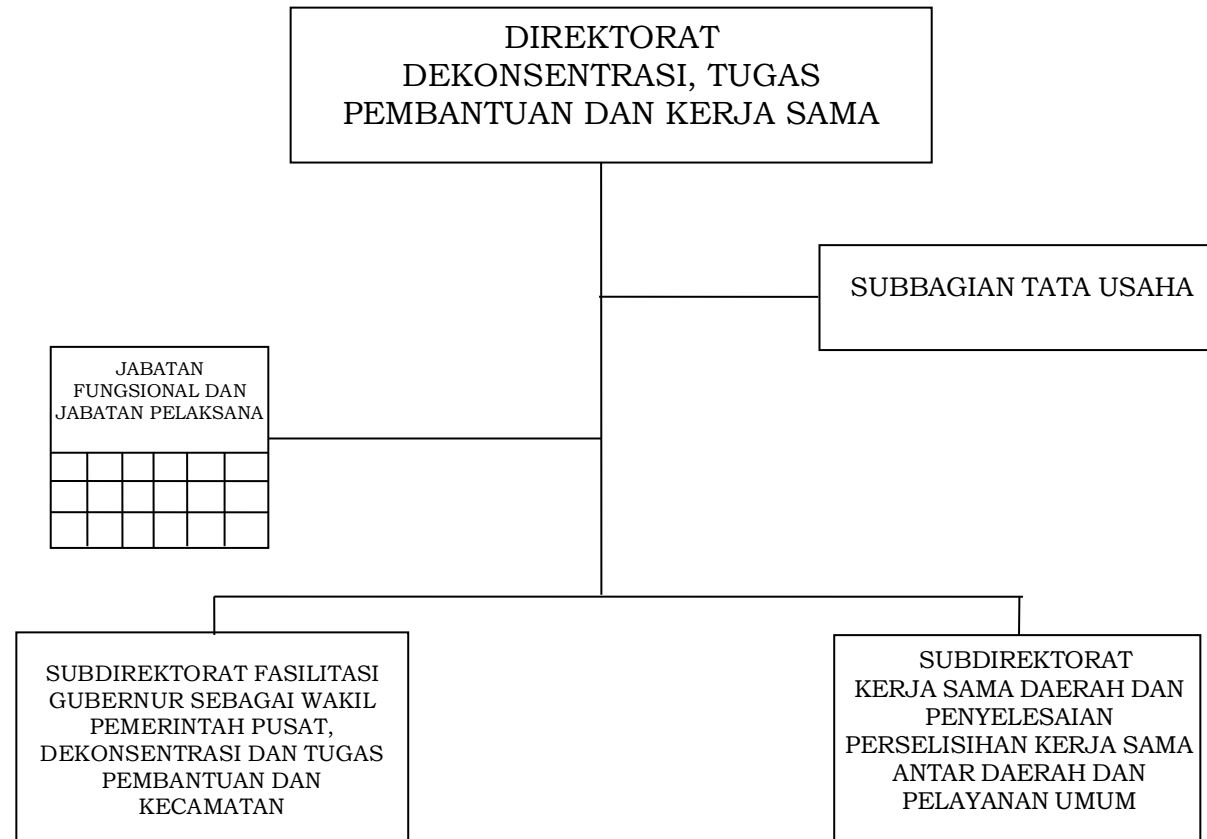 DIREKTORAT
DEKONSENTRASI, TUGAS
PEMBANTUAN DAN KERJA SAMA
SUBBAGIAN TATA USAHA
JABATAN
FUNGSIONAL DAN
JABATAN PELAKSANA
SUBDIREKTORAT FASILITASI
GUBERNUR SEBAGAI WAKIL
PEMERINTAH PUSAT,
DEKONSENTRASI DAN TUGAS
PEMBANTUAN DAN
KECAMATAN
SUBDIREKTORAT
KERJA SAMA DAERAH DAN
PENYELESAIAN
PERSELISIHAN KERJA SAMA
ANTAR DAERAH DAN
PELAYANAN UMUM